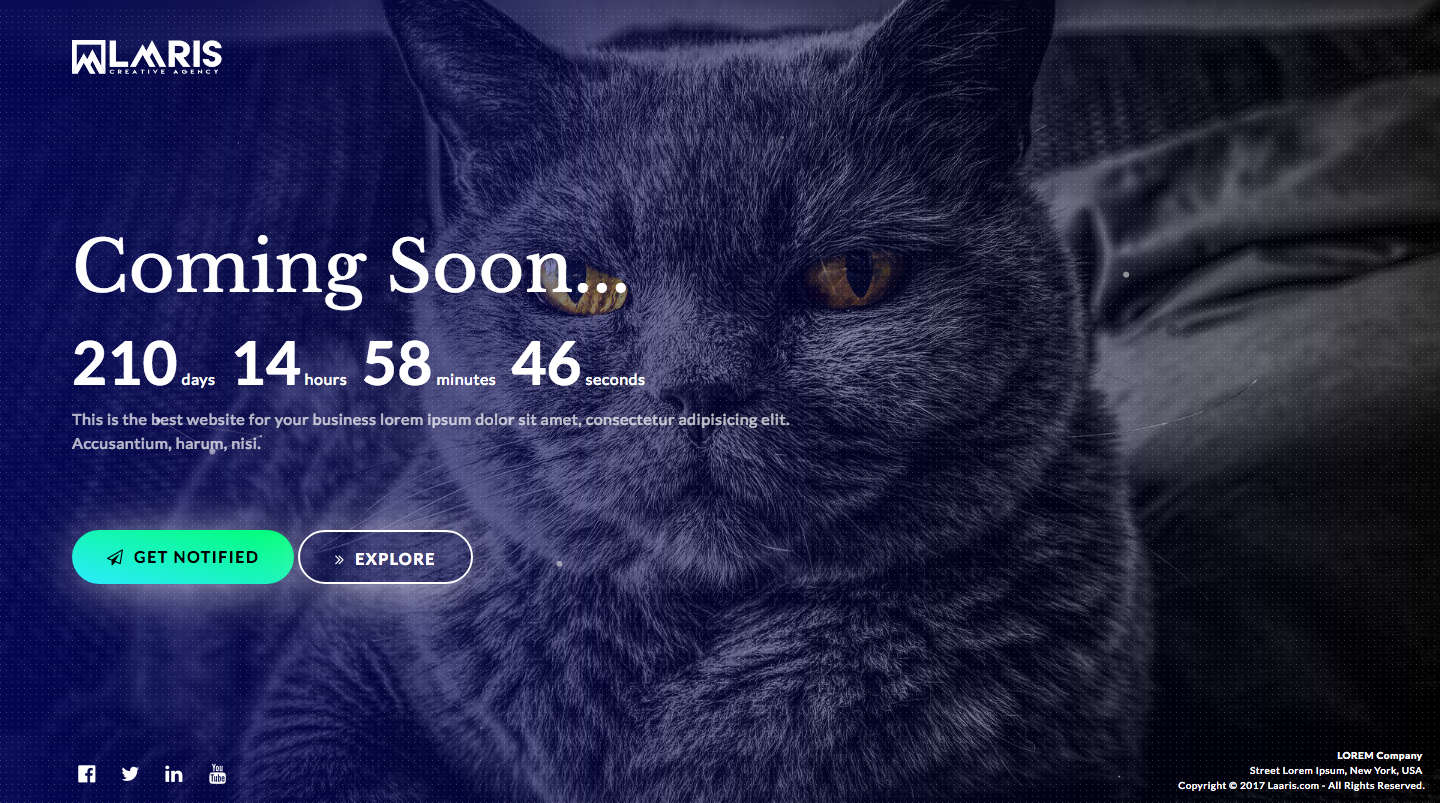 LAARIS
CREATIVE AGENCY
Coming Soon...
210 days 14 hours 58 minutes 46 seconds
This is the best website for your business lorem ipsum dolor sit amet, consectetur adipisicing elit.
Accusantium, harum, nisi.
GET NOTIFIED
EXPLORE
You
Tube
LOREM Company
Street Lorem Ipsum, New York, USA
Copyright © 2017 Laaris.com - All Rights Reserved.